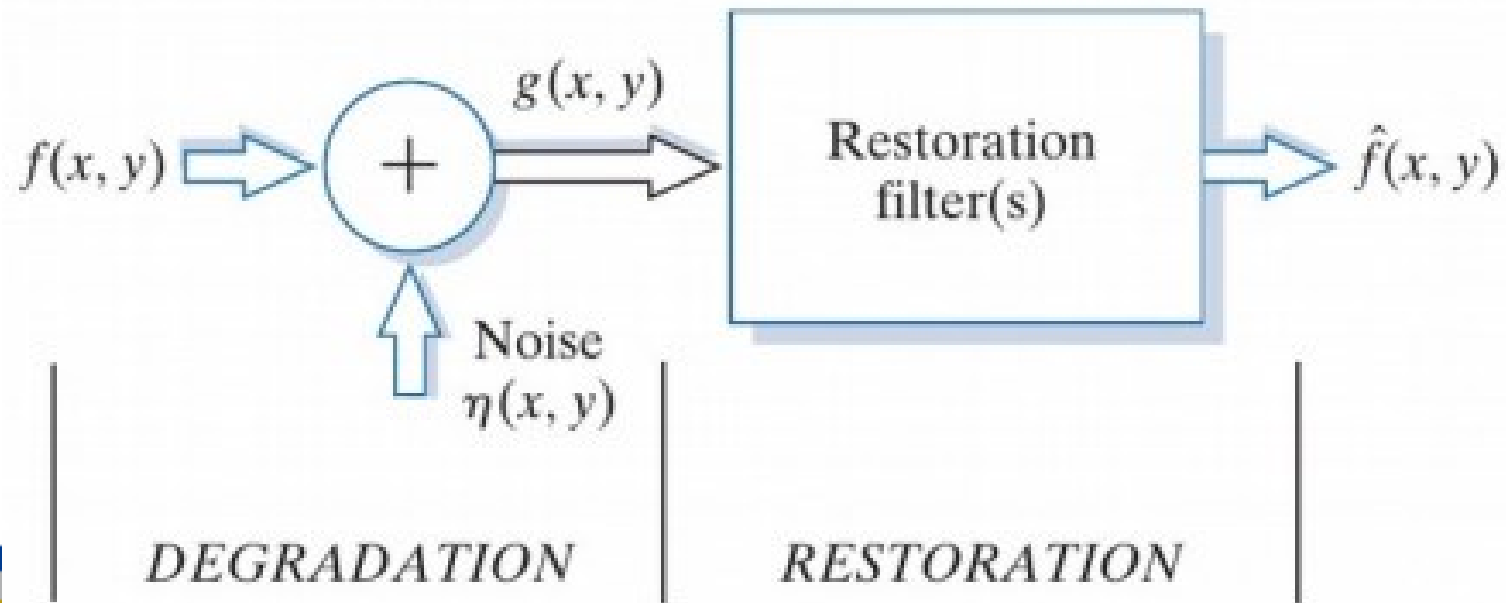 f(x, y)
+
g(x, y)
Noise
η(x, y)
Restoration
filter(s)
f̂(x, y)
DEGRADATION
RESTORATION